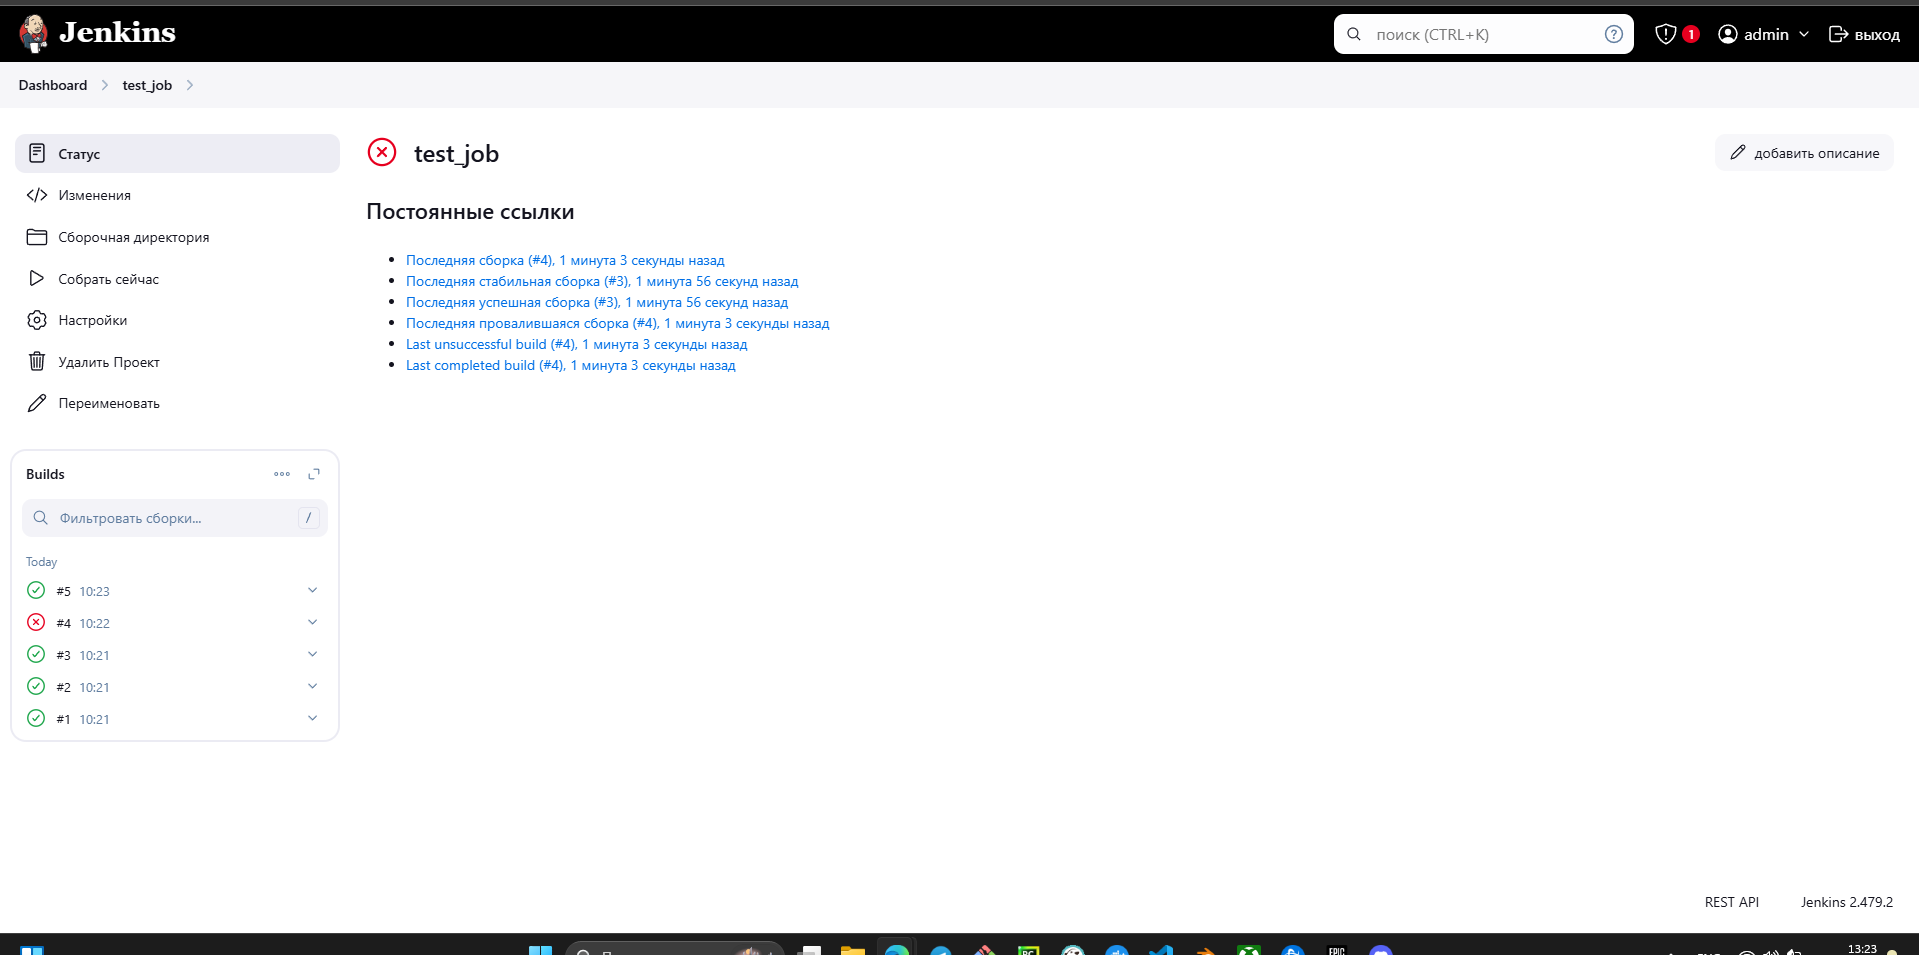 Jenkins
поиск (CTRL+K)
1
admin
выход
Dashboard
test_job
Статус
Изменения
Сборочная директория
Собрать сейчас
Настройки
Удалить Проект
Переименовать
Builds
Фильтровать сборки...
/
Today
#5 10:23
#4 10:22
#3 10:21
#2 10:21
#1 10:21
test_job
добавить описание
Постоянные ссылки
Последняя сборка (#4), 1 минута 3 секунды назад
Последняя стабильная сборка (#3), 1 минута 56 секунд назад
Последняя успешная сборка (#3), 1 минута 56 секунд назад
Последняя провалившаяся сборка (#4), 1 минута 3 секунды назад
Last unsuccessful build (#4), 1 минута 3 секунды назад
Last completed build (#4), 1 минута 3 секунды назад
REST API
Jenkins 2.479.2
EPIC
13:23